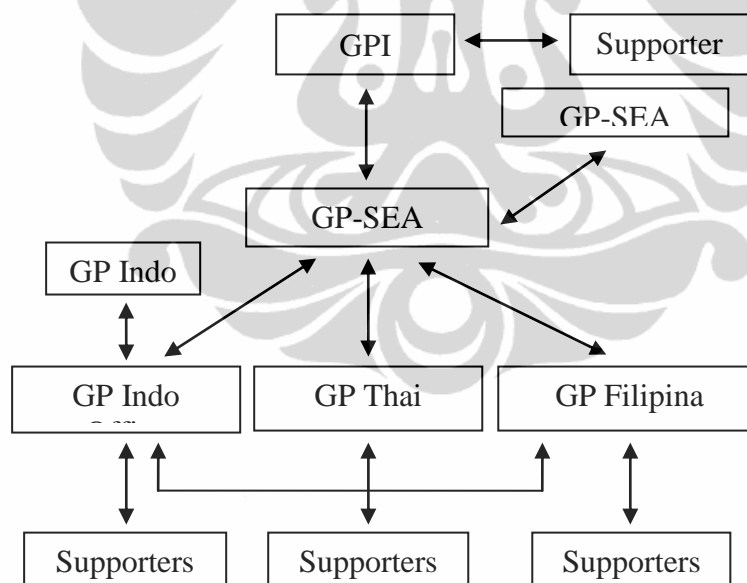 GPI
Supporter
GP-SEA
GP-SEA
GP Indo
GP Indo
GP Thai
GP Filipina
Supporters
Supporters
Supporters